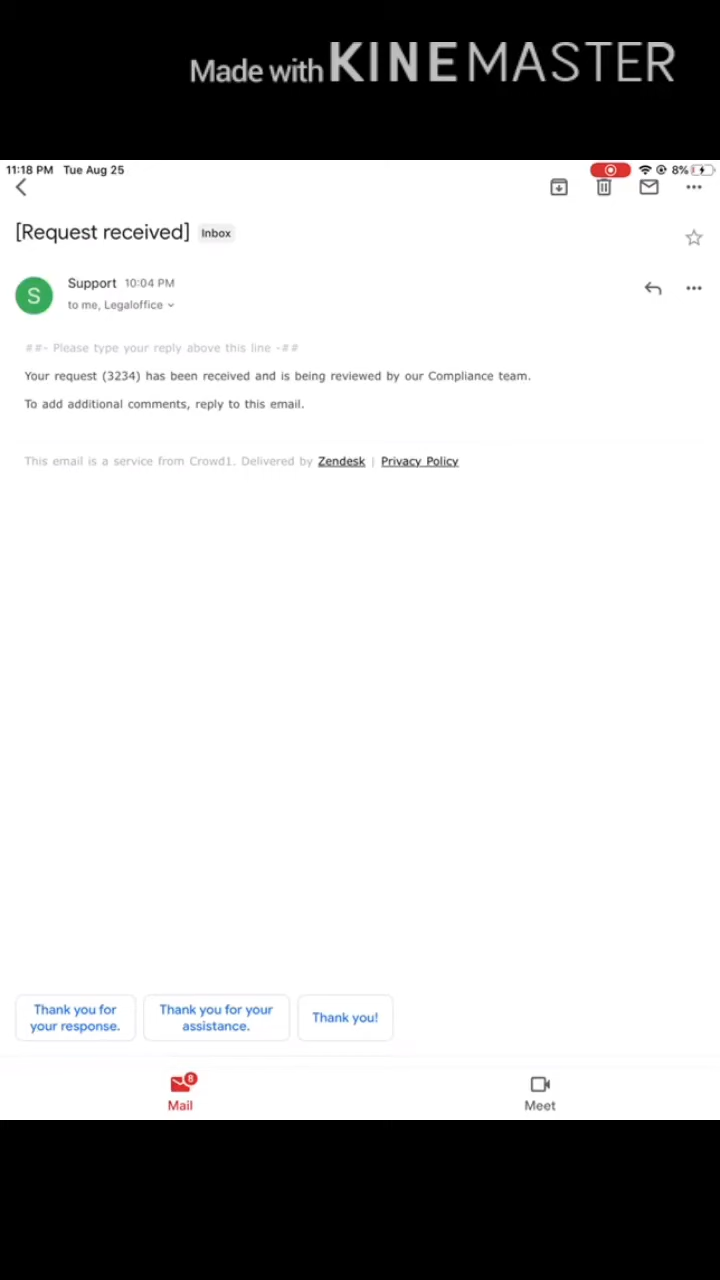 Made with KINEMASTER
11:18 PM Tue Aug 25 8%
[Request received] Inbox
S
Support 10:04 PM
to me, Legaloffice
##- Please type your reply above this line -##
Your request (3234) has been received and is being reviewed by our Compliance team.
To add additional comments, reply to this email.
This email is a service from Crowd1. Delivered by Zendesk | Privacy Policy
Thank you for your response.
Thank you for your assistance.
Thank you!
8
Mail
Meet